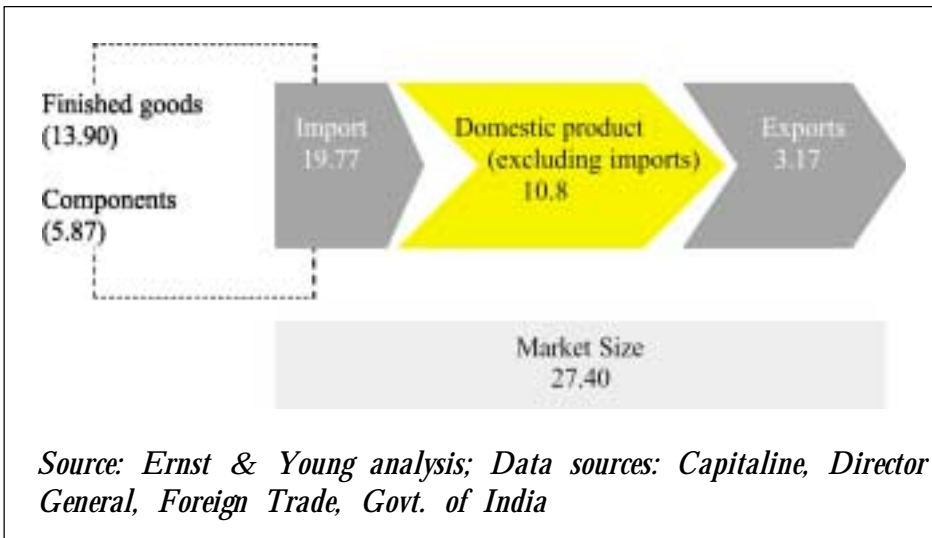 Finished goods
(13.90)
Components
(5.87)
Import
19.77
Domestic product
(excluding imports)
10.8
Exports
3.17
Market Size
27.40
Source: Ernst & Young analysis; Data sources: Capitaline, Director
General, Foreign Trade, Govt. of India